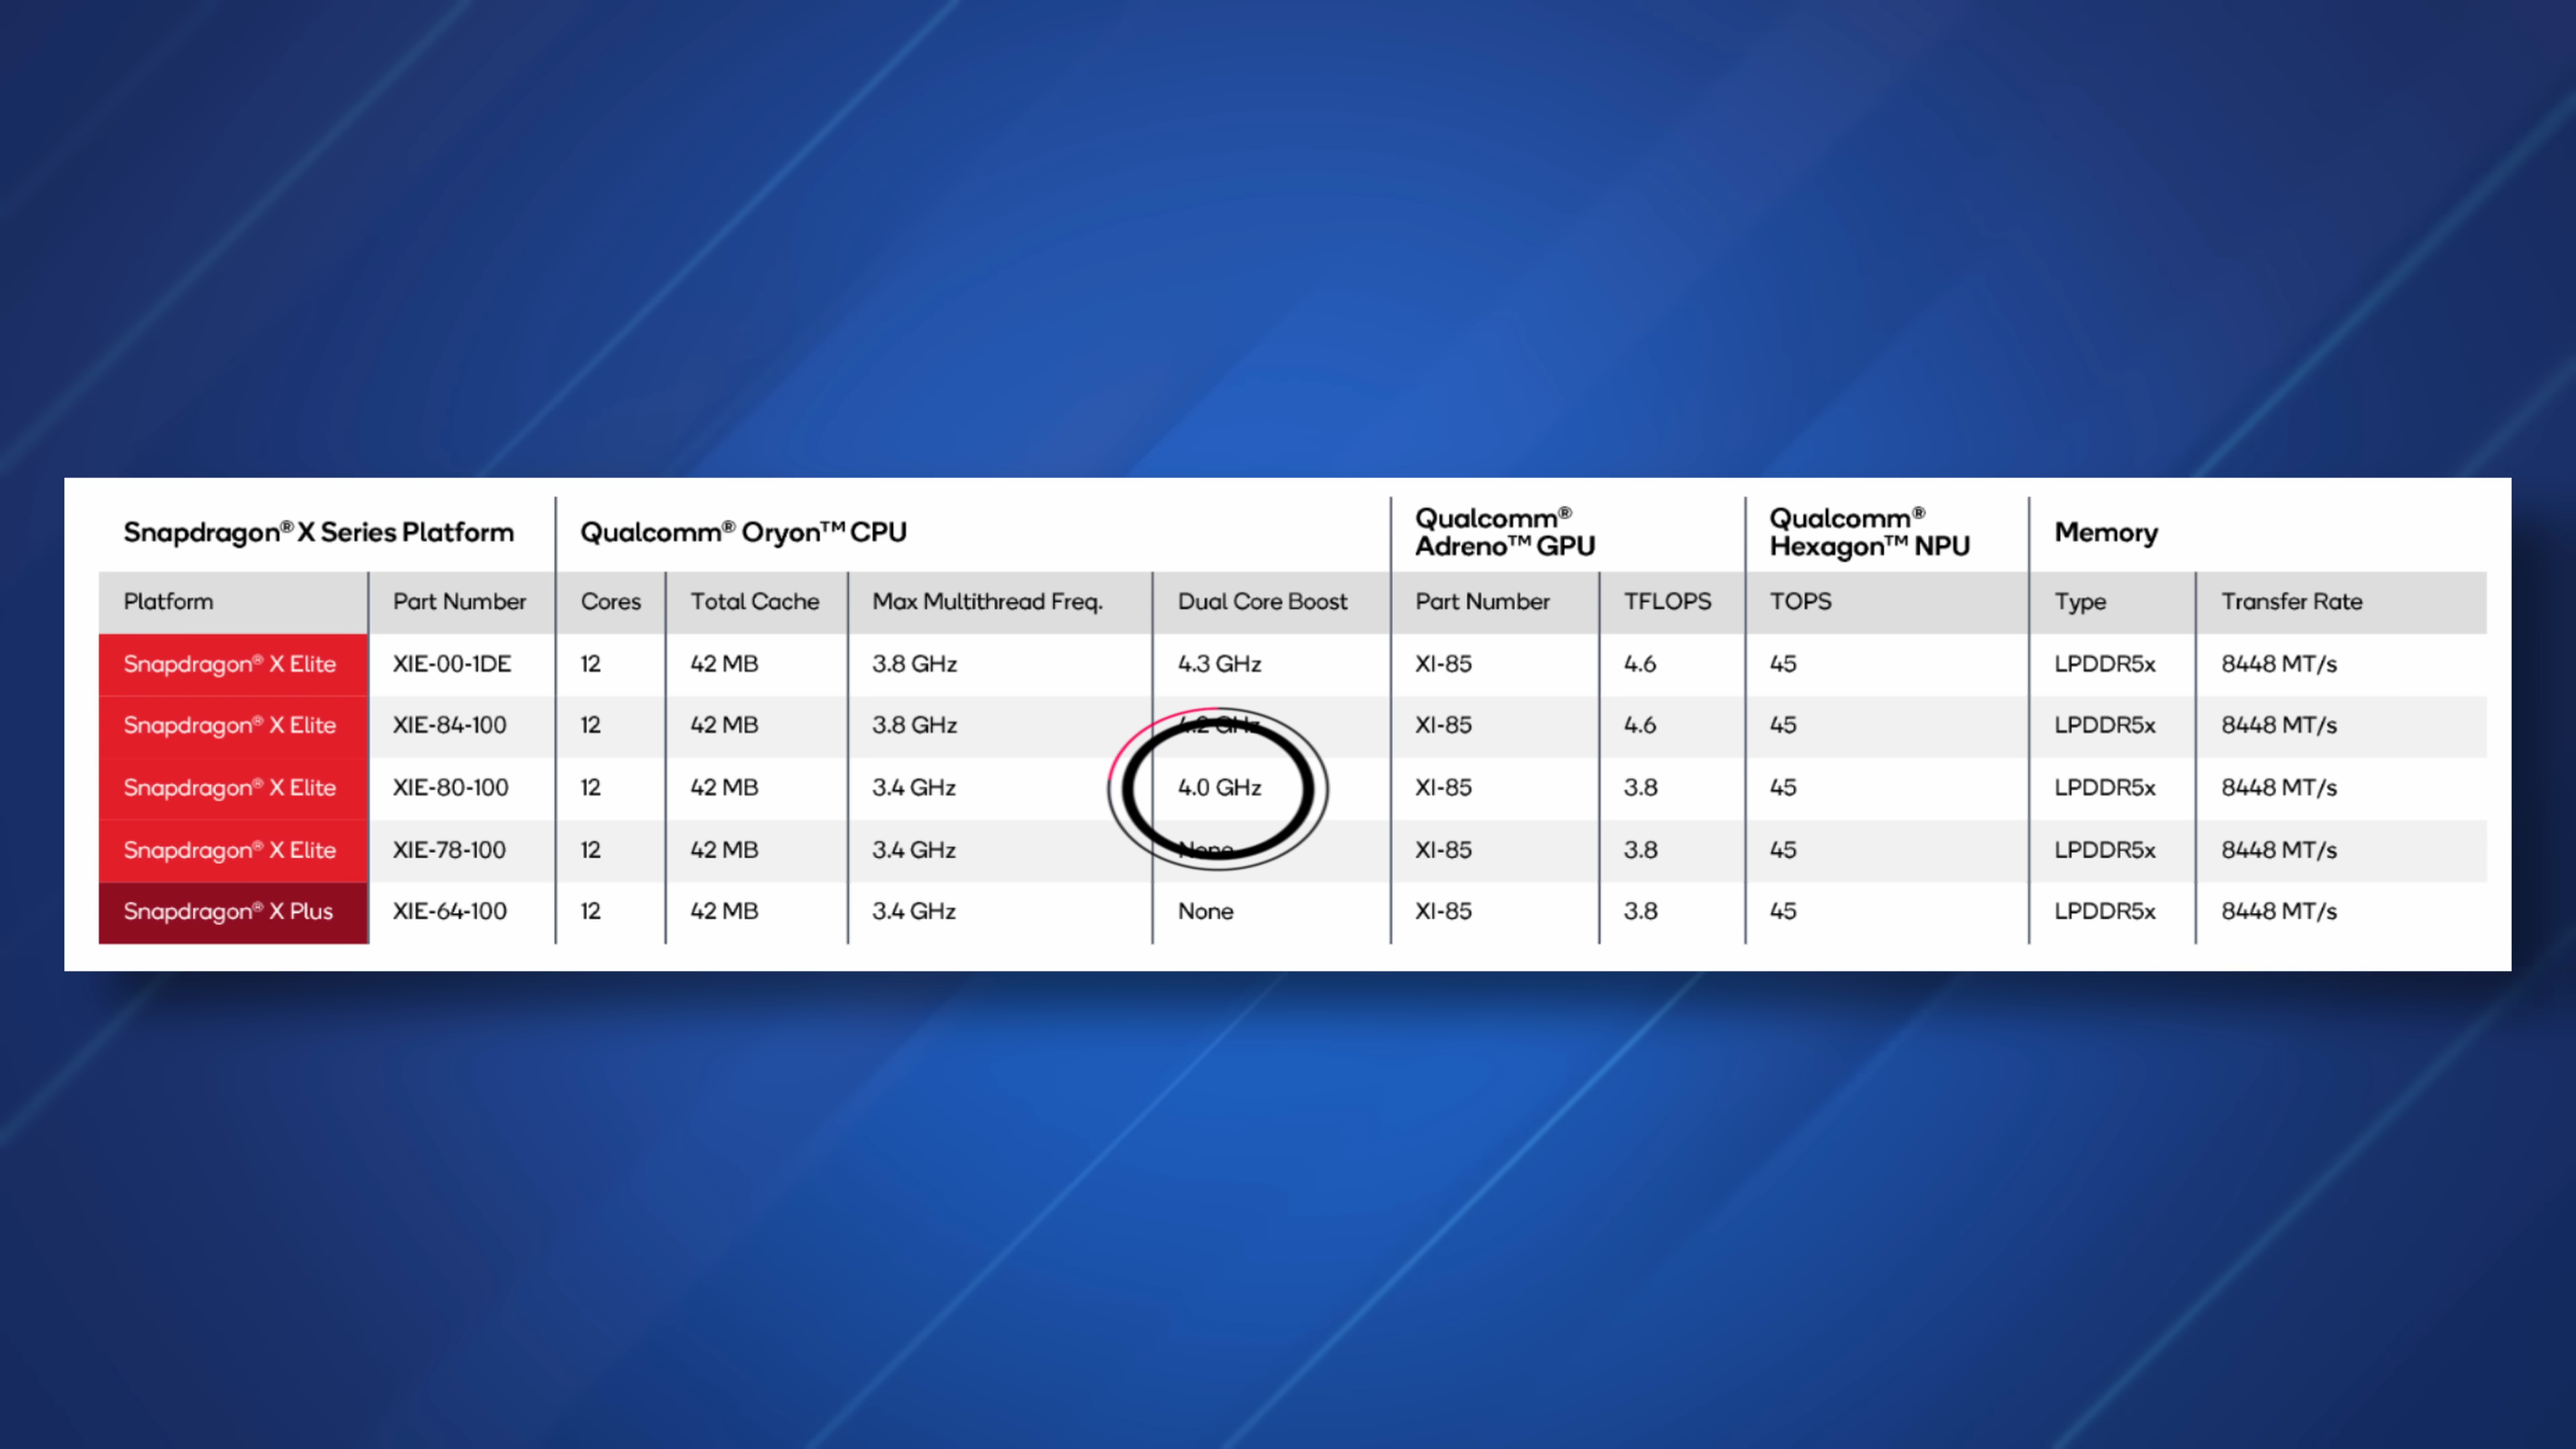 Snapdragon® X Series Platform Qualcomm® Oryon™ CPU Qualcomm® Adreno™ GPU Qualcomm® Hexagon™ NPU Memory
Platform Part Number Cores Total Cache Max Multithread Freq. Dual Core Boost Part Number TFLOPS TOPS Type Transfer Rate
Snapdragon® X Elite XIE-00-1DE 12 42 MB 3.8 GHz 4.3 GHz XI-85 4.6 45 LPDDR5x 8448 MT/s
Snapdragon® X Elite XIE-84-100 12 42 MB 3.8 GHz 4.2 GHz XI-85 4.6 45 LPDDR5x 8448 MT/s
Snapdragon® X Elite XIE-80-100 12 42 MB 3.4 GHz 4.0 GHz XI-85 3.8 45 LPDDR5x 8448 MT/s
Snapdragon® X Elite XIE-78-100 12 42 MB 3.4 GHz None XI-85 3.8 45 LPDDR5x 8448 MT/s
Snapdragon® X Plus XIE-64-100 12 42 MB 3.4 GHz None XI-85 3.8 45 LPDDR5x 8448 MT/s